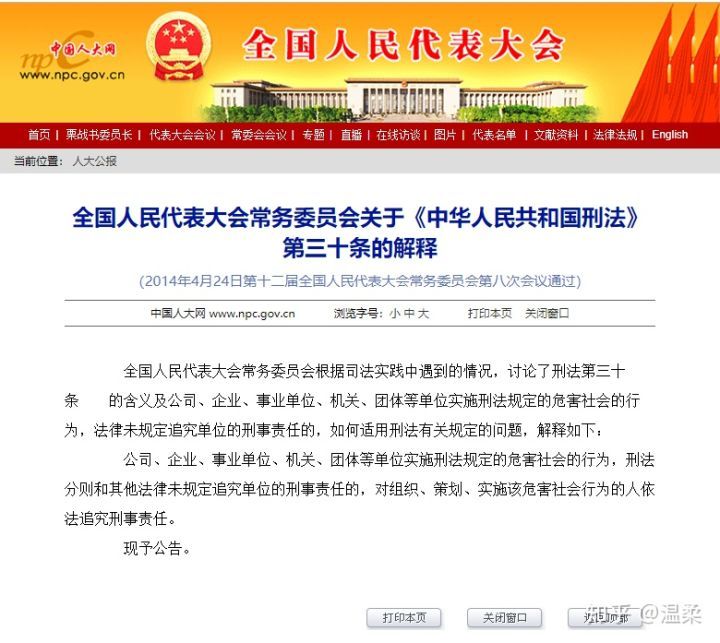 npc 中国人大网
www.npc.gov.cn
全国人民代表大会
首页 | 栗战书委员长 | 代表大会会议 | 常委会会议 | 专题 | 直播 | 在线访谈 | 图片 | 代表名单 | 文献资料 | 法律法规 | English
当前位置： 人大公报
全国人民代表大会常务委员会关于《中华人民共和国刑法》
第三十条的解释
(2014年4月24日第十二届全国人民代表大会常务委员会第八次会议通过)
中国人大网 www.npc.gov.cn 浏览字号：小 中 大 打印本页 关闭窗口
全国人民代表大会常务委员会根据司法实践中遇到的情况，讨论了刑法第三十
条 的含义及公司、企业、事业单位、机关、团体等单位实施刑法规定的危害社会的行
为，法律未规定追究单位的刑事责任的，如何适用刑法有关规定的问题，解释如下：
公司、企业、事业单位、机关、团体等单位实施刑法规定的危害社会的行为，刑法
分则和其他法律未规定追究单位的刑事责任的，对组织、策划、实施该危害社会行为的人依
法追究刑事责任。
现予公告。
打印本页 关闭窗口 返回顶部
知乎 @温柔